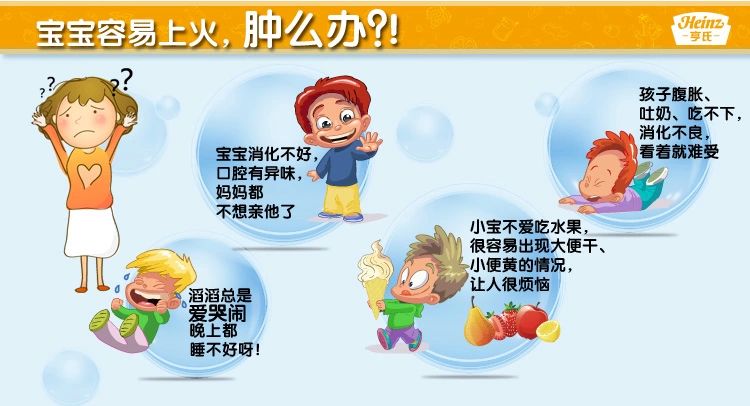 宝宝容易上火，肿么办?!
Heinz
亨氏
??
??
宝宝消化不好，
口腔有异味，
妈妈都
不想亲他了
孩子腹胀、
吐奶、吃不下，
消化不良，
看着就难受
滔滔总是
爱哭闹
晚上都
睡不好呀！
小宝不爱吃水果，
很容易出现大便干、
小便黄的情况，
让人很烦恼